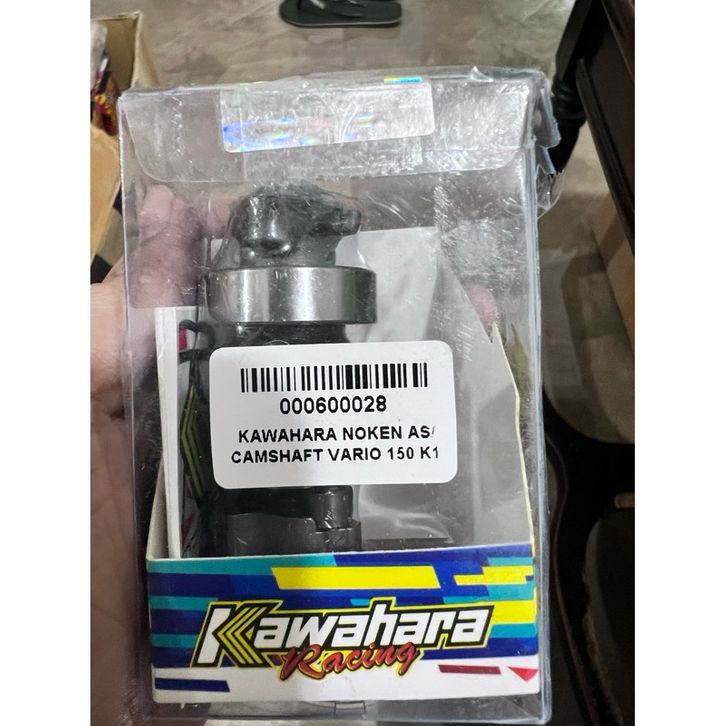 000600028
KAWAHARA NOKEN AS/
CAMSHAFT VARIO 150 K1
Kawahara
Racing